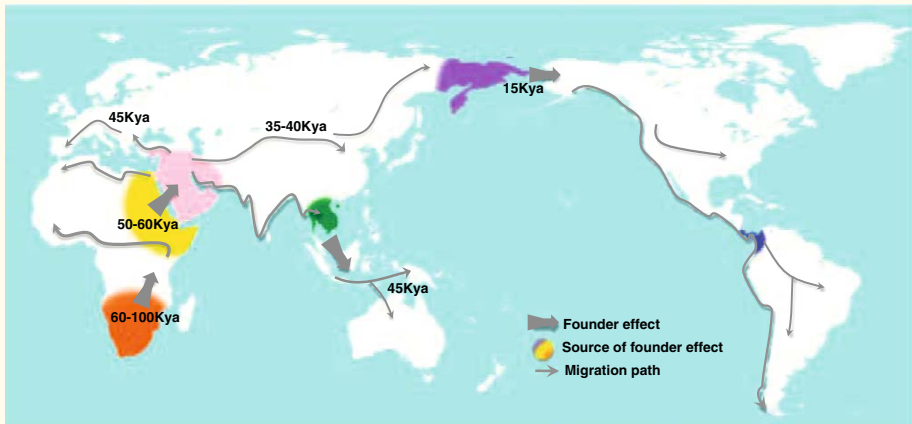 15Kya
45Kya
35-40Kya
50-60Kya
45Kya
60-100Kya
Founder effect
Source of founder effect
Migration path